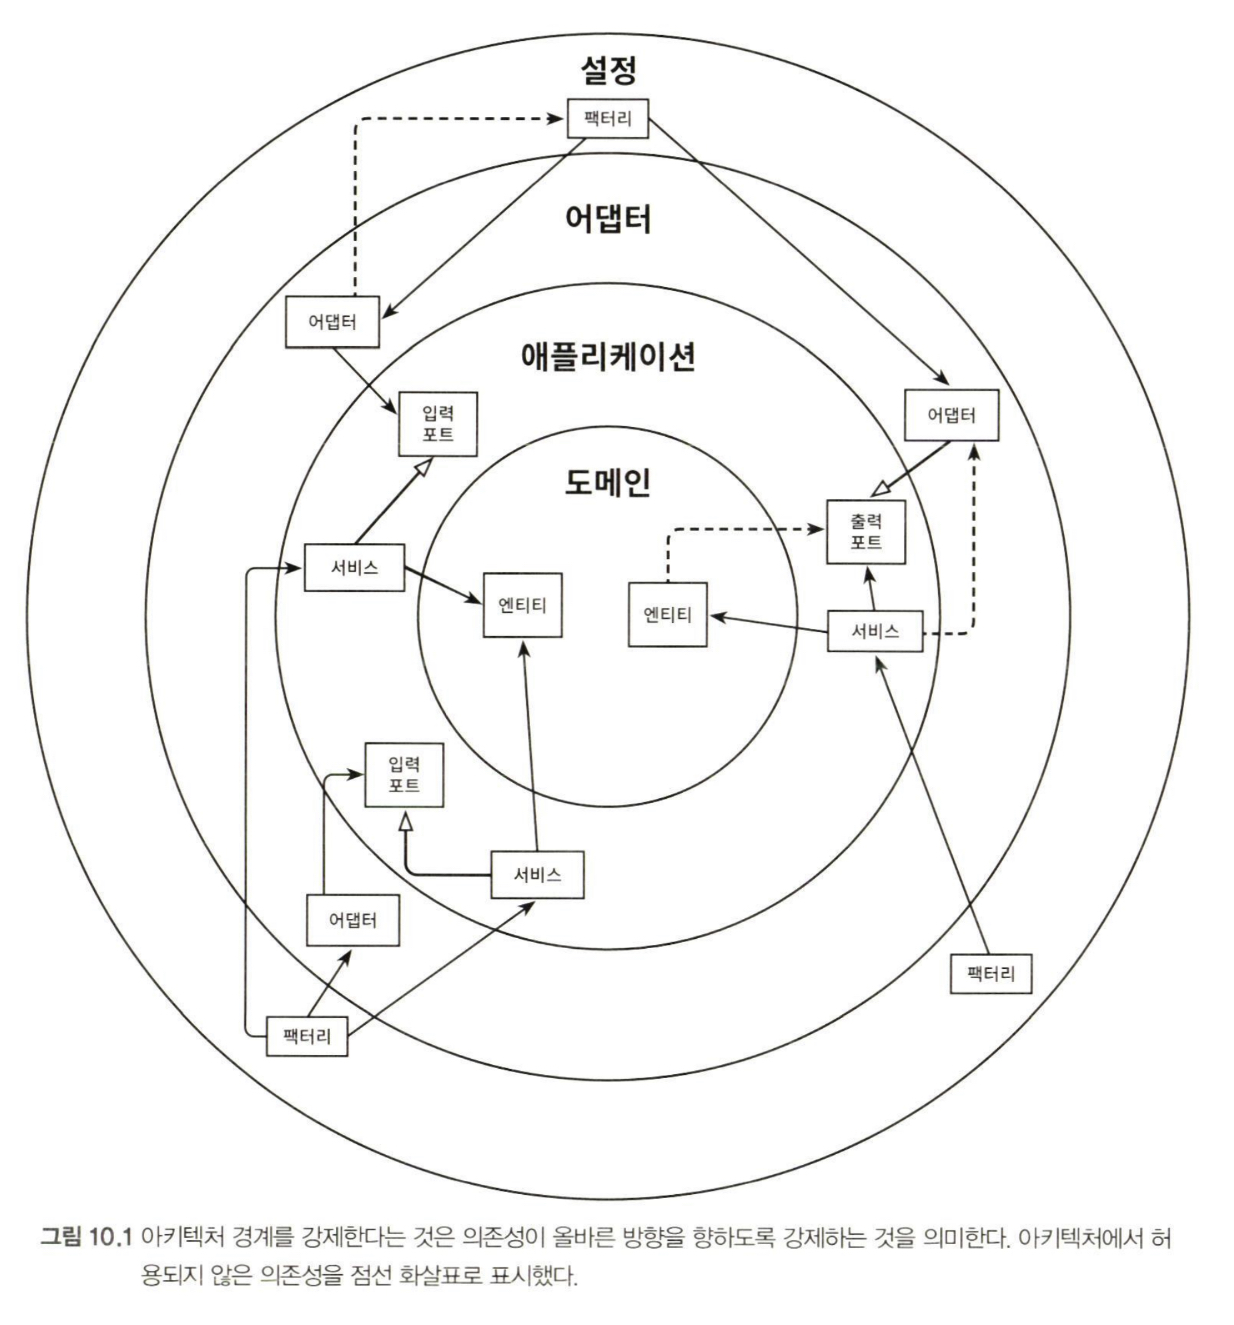 설정
팩터리
어댑터
어댑터
애플리케이션
입력
포트
어댑터
도메인
출력
포트
서비스
엔티티
엔티티
서비스
입력
포트
서비스
어댑터
팩터리
팩터리
그림 10.1 아키텍처 경계를 강제한다는 것은 의존성이 올바른 방향을 향하도록 강제하는 것을 의미한다. 아키텍처에서 허
용되지 않은 의존성을 점선 화살표로 표시했다.